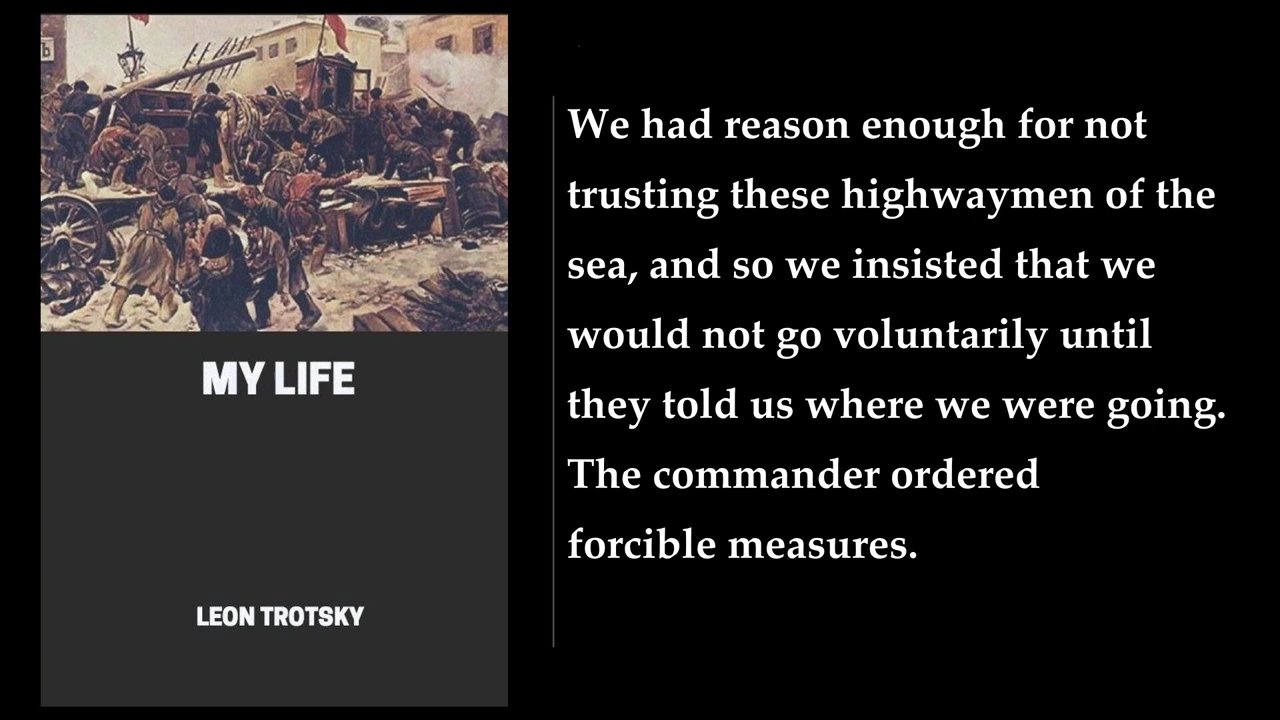 MY LIFE
LEON TROTSKY
We had reason enough for not
trusting these highwaymen of the
sea, and so we insisted that we
would not go voluntarily until
they told us where we were going.
The commander ordered
forcible measures.